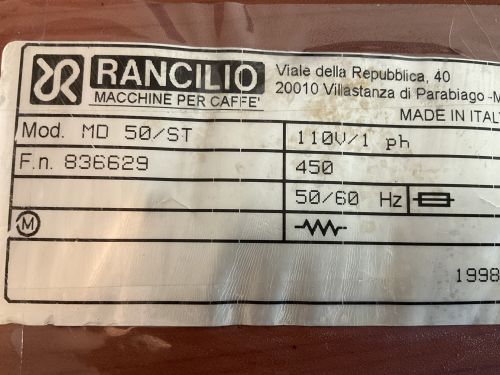 RANCILIO
MACCHINE PER CAFFE'
Viale della Repubblica, 40
20010 Villastanza di Parabiago -M
MADE IN ITAL
Mod. MD 50/ST
110V/1 ph
F.n. 836629
450
50/60 Hz
M
1998